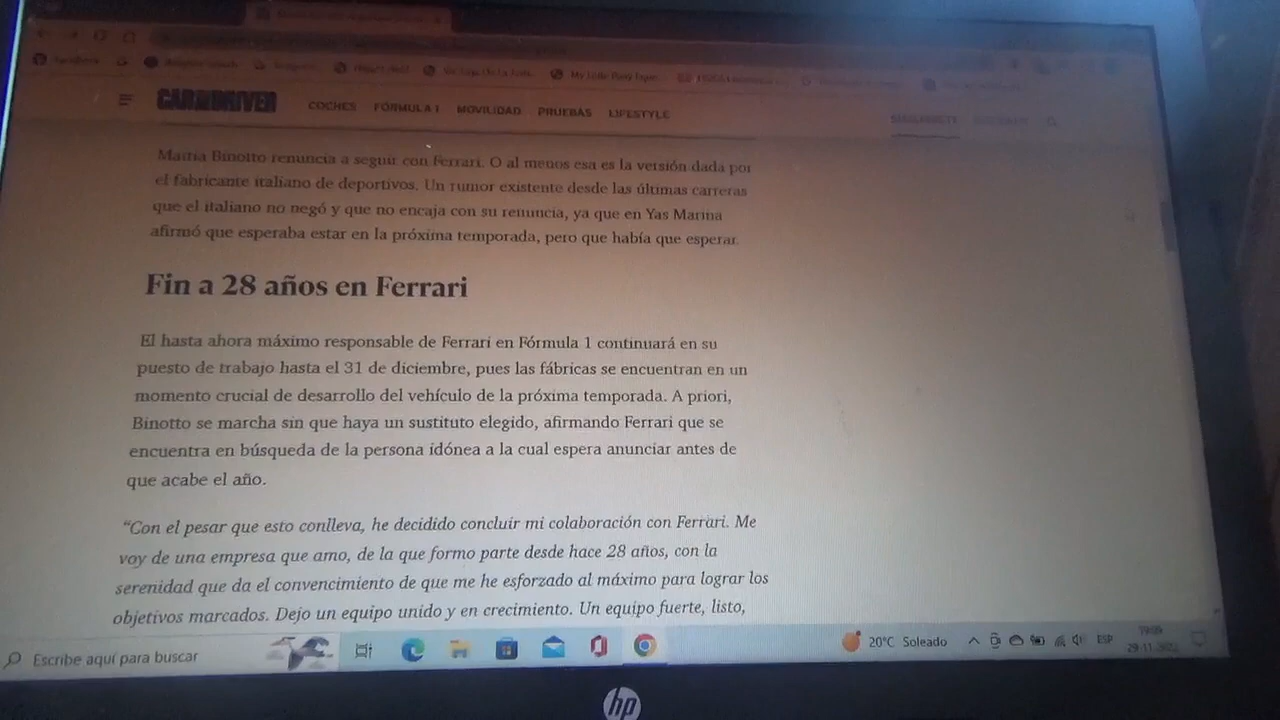 CAR AND DRIVER
COCHES FÓRMULA 1 MOVILIDAD PRUEBAS LIFESTYLE
Mattia Binotto renuncia a seguir con Ferrari. O al menos esa es la versión dada por
el fabricante italiano de deportivos. Un rumor existente desde las últimas carreras
que el italiano no negó y que no encaja con su renuncia, ya que en Yas Marina
afirmó que esperaba estar en la próxima temporada, pero que había que esperar.
Fin a 28 años en Ferrari
El hasta ahora máximo responsable de Ferrari en Fórmula 1 continuará en su
puesto de trabajo hasta el 31 de diciembre, pues las fábricas se encuentran en un
momento crucial de desarrollo del vehículo de la próxima temporada. A priori,
Binotto se marcha sin que haya un sustituto elegido, afirmando Ferrari que se
encuentra en búsqueda de la persona idónea a la cual espera anunciar antes de
que acabe el año.
“Con el pesar que esto conlleva, he decidido concluir mi colaboración con Ferrari. Me
voy de una empresa que amo, de la que formo parte desde hace 28 años, con la
serenidad que da el convencimiento de que me he esforzado al máximo para lograr los
objetivos marcados. Dejo un equipo unido y en crecimiento. Un equipo fuerte, listo,
Escribe aquí para buscar
20°C Soleado
ESP
hp